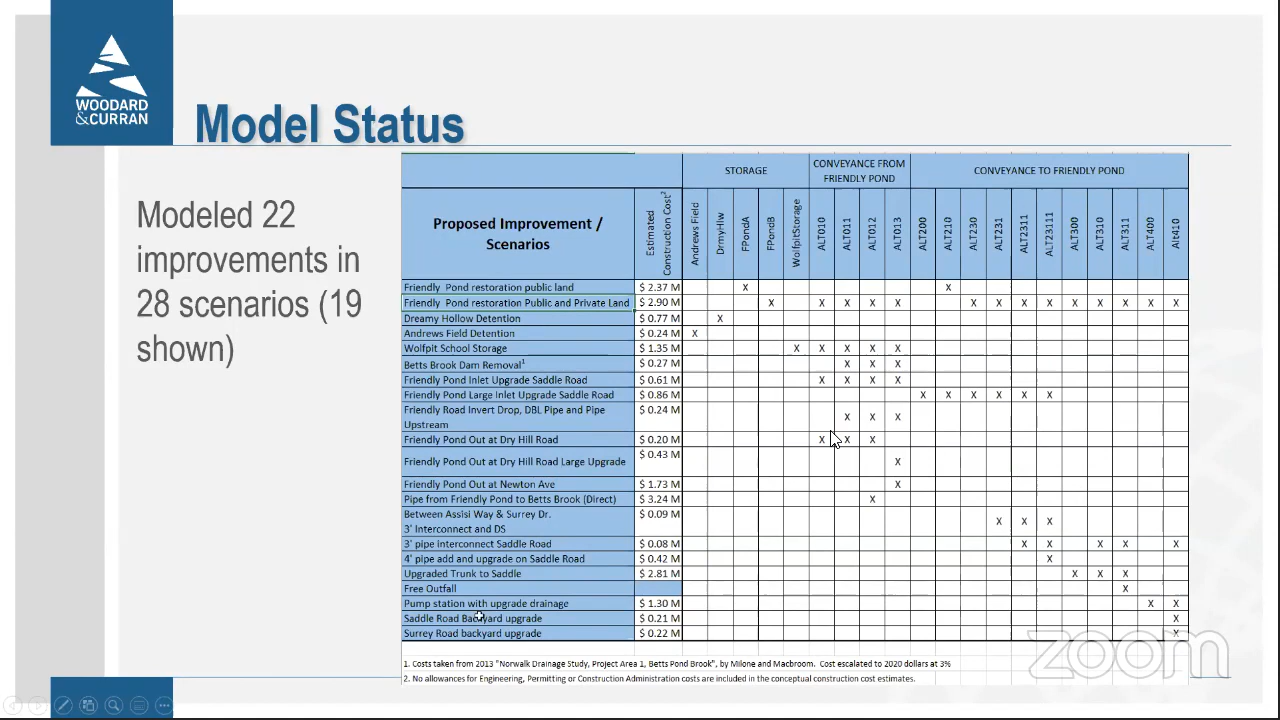 WOODARD
&CURRAN
Model Status
Modeled 22
improvements in
28 scenarios (19
shown)
STORAGE
CONVEYANCE FROM
FRIENDLY POND
CONVEYANCE TO FRIENDLY POND
Proposed Improvement /
Scenarios
Estimated
Construction Cost2
Andrews Field
DrmyHlw
FPondA
FPondB
WolfpitStorage
ALT010
ALT011
ALT012
ALT013
ALT200
ALT210
ALT230
ALT231
ALT2311
ALT23111
ALT300
ALT310
ALT311
ALT400
Alt410
Friendly Pond restoration public land $ 2.37 M X X
Friendly Pond restoration Public and Private Land $ 2.90 M X X X X X X X X X X X X X X
Dreamy Hollow Detention $ 0.77 M X
Andrews Field Detention $ 0.24 M X
Wolfpit School Storage $ 1.35 M X X X X X
Betts Brook Dam Removal1 $ 0.27 M X X X
Friendly Pond Inlet Upgrade Saddle Road $ 0.61 M X X X X
Friendly Pond Large Inlet Upgrade Saddle Road $ 0.86 M X X X X X X
Friendly Road Invert Drop, DBL Pipe and Pipe $ 0.24 M
Upstream X X X
Friendly Pond Out at Dry Hill Road $ 0.20 M X X X
Friendly Pond Out at Dry Hill Road Large Upgrade $ 0.43 M X
Friendly Pond Out at Newton Ave $ 1.73 M X
Pipe from Friendly Pond to Betts Brook (Direct) $ 3.24 M X
Between Assisi Way & Surrey Dr. $ 0.09 M
3' Interconnect and DS X X X
3' pipe interconnect Saddle Road $ 0.08 M X X X X X
4' pipe add and upgrade on Saddle Road $ 0.42 M X
Upgraded Trunk to Saddle $ 2.81 M X X X
Free Outfall X
Pump station with upgrade drainage $ 1.30 M X X
Saddle Road Backyard upgrade $ 0.21 M X
Surrey Road backyard upgrade $ 0.22 M X
1. Costs taken from 2013 "Norwalk Drainage Study, Project Area 1, Betts Pond Brook", by Milone and Macbroom. Cost escalated to 2020 dollars at 3%
2. No allowances for Engineering, Permitting or Construction Administration costs are included in the conceptual construction cost estimates.
zoom